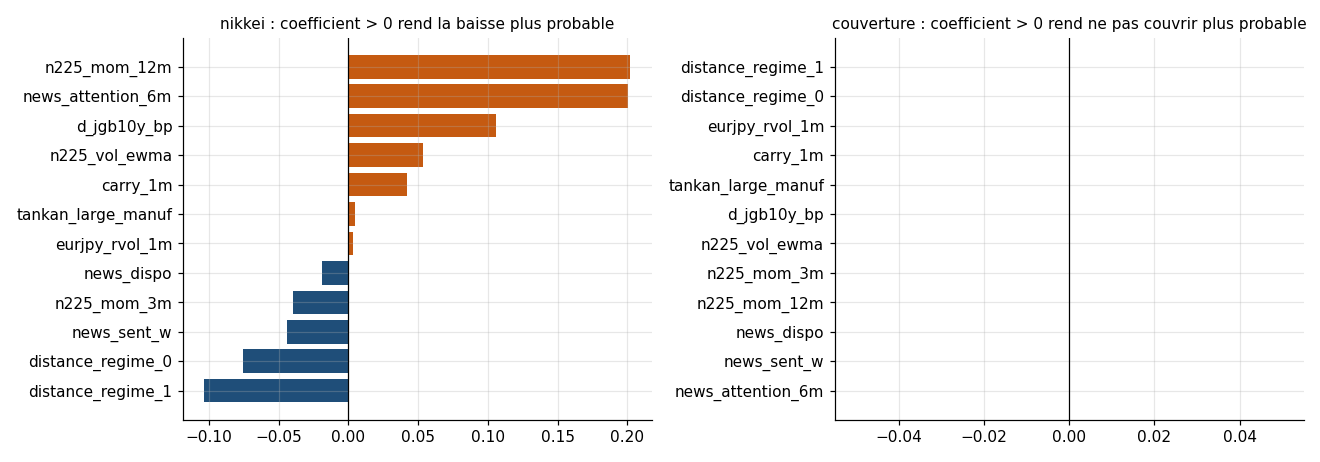 nikkei : coefficient > 0 rend la baisse plus probable
n225_mom_12m
news_attention_6m
d_jgb10y_bp
n225_vol_ewma
carry_1m
tankan_large_manuf
eurjpy_rvol_1m
news_dispo
n225_mom_3m
news_sent_w
distance_regime_0
distance_regime_1
−0.10 −0.05 0.00 0.05 0.10 0.15 0.20
couverture : coefficient > 0 rend ne pas couvrir plus probable
distance_regime_1
distance_regime_0
eurjpy_rvol_1m
carry_1m
tankan_large_manuf
d_jgb10y_bp
n225_vol_ewma
n225_mom_3m
n225_mom_12m
news_dispo
news_sent_w
news_attention_6m
−0.04 −0.02 0.00 0.02 0.04